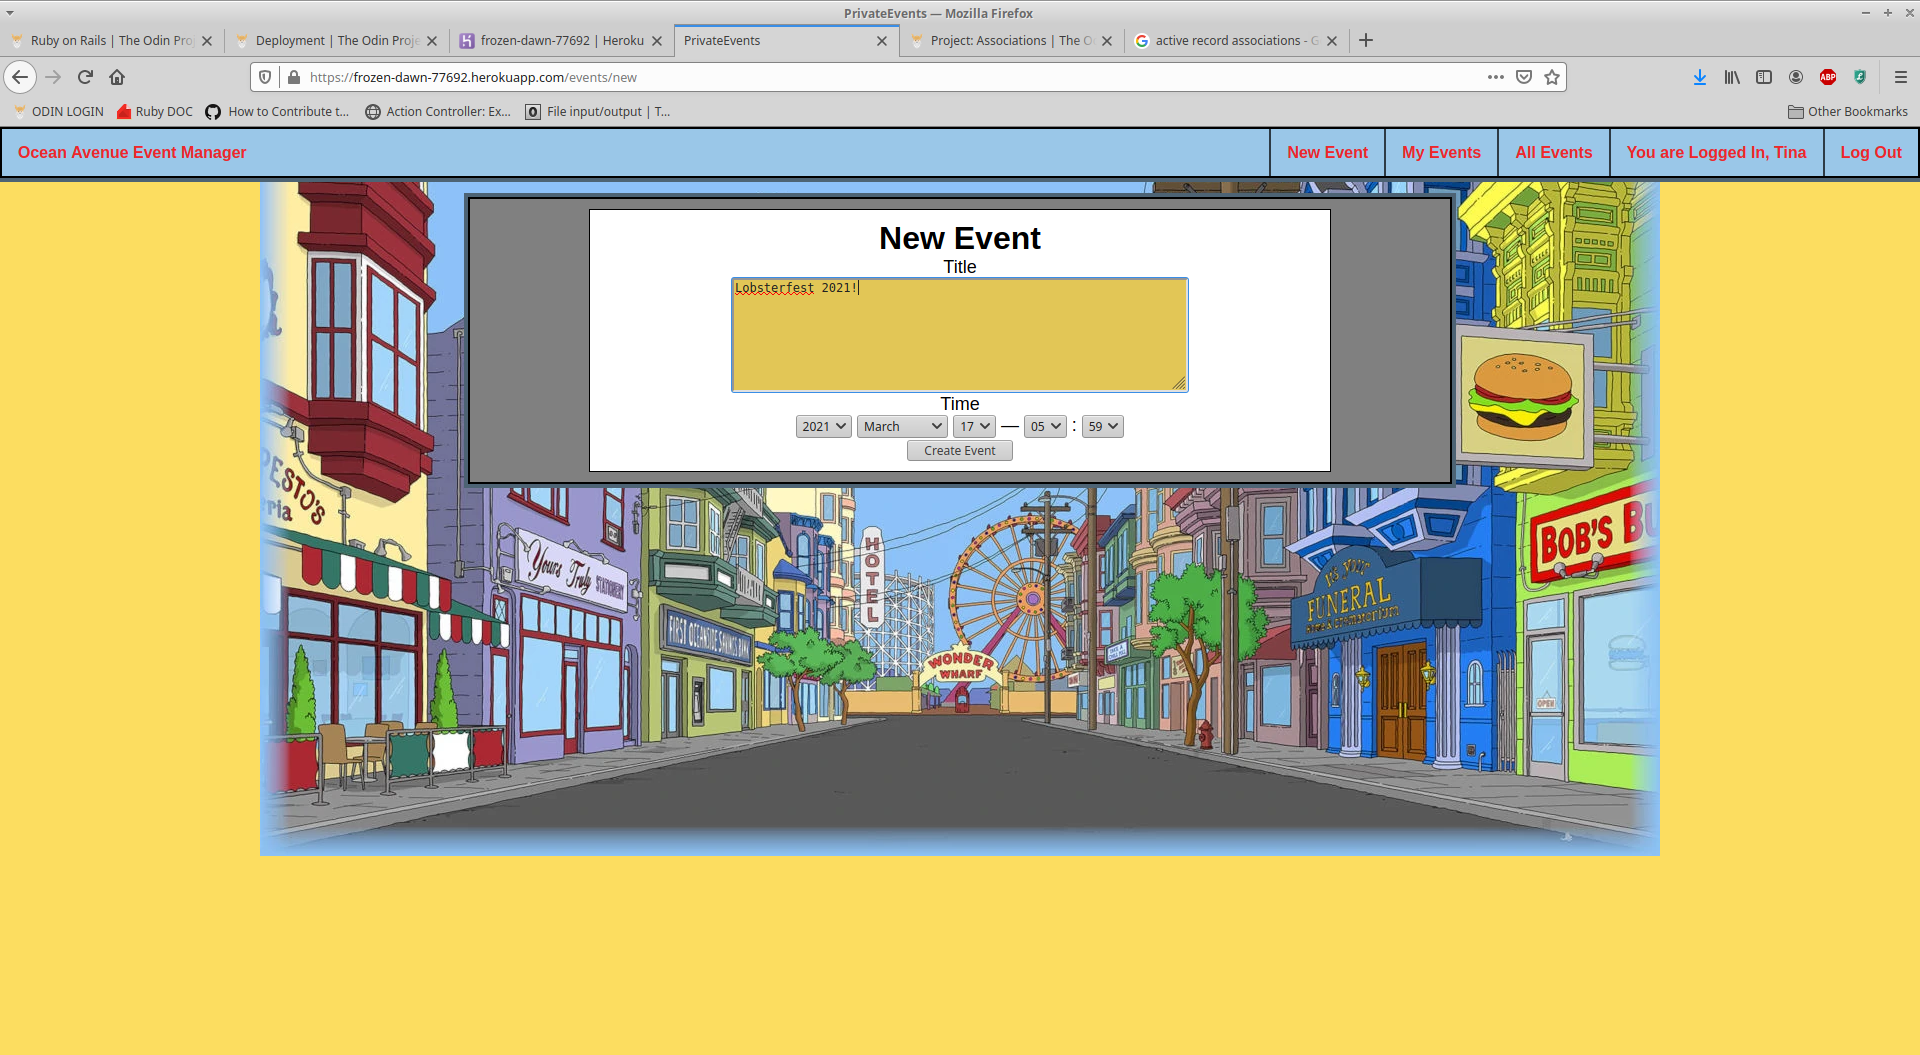 PrivateEvents — Mozilla Firefox
Ruby on Rails | The Odin Pro
Deployment | The Odin Proje
frozen-dawn-77692 | Heroku
PrivateEvents
Project: Associations | The O
active record associations - G
https://frozen-dawn-77692.herokuapp.com/events/new
ABP
ODIN LOGIN
Ruby DOC
How to Contribute t...
Action Controller: Ex...
File input/output | T...
Other Bookmarks
Ocean Avenue Event Manager
New Event
My Events
All Events
You are Logged In, Tina
Log Out
New Event
Title
Lobsterfest 2021!
Time
2021 March 17 — 05 : 59
Create Event
PESTO'S
ria
Yours Truly STATIONERY
FIRST OCEANSIDE SAVINGS BANK
HOTEL
WONDER
WHARF
It's Your
FUNERAL
BOB'S BU
OPEN